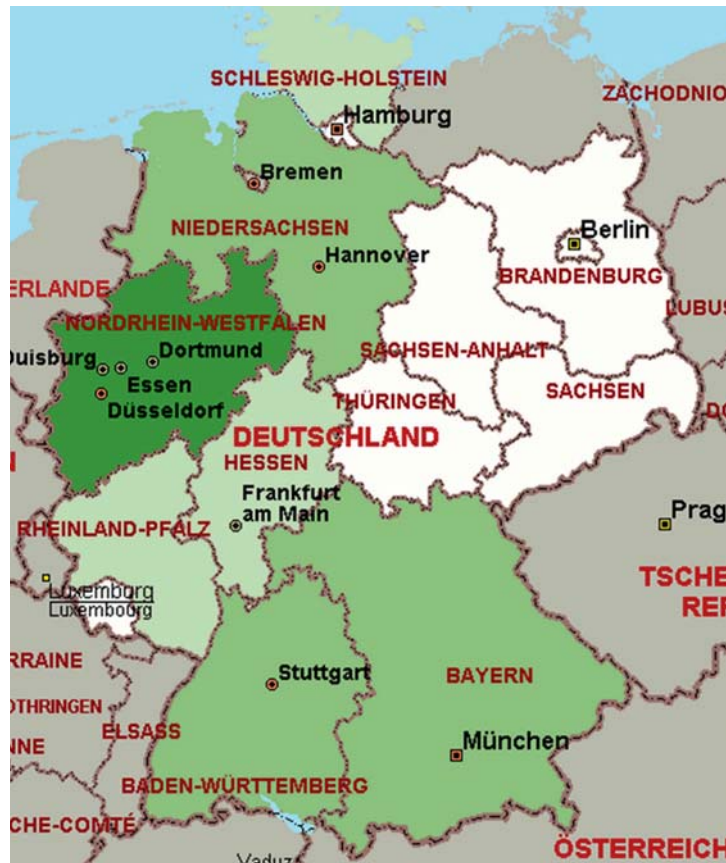 SCHLESWIG-HOLSTEIN
ZACHODNIO
Hamburg
Bremen
NIEDERSACHSEN
Berlin
Hannover
BRANDENBURG
ERLANDE
LUBUS
NORDRHEIN-WESTFALEN
Duisburg
Dortmund
SACHSEN-ANHALT
Essen
SACHSEN
Düsseldorf
THÜRINGEN
DEUTSCHLAND
HESSEN
Frankfurt
am Main
RHEINLAND-PFALZ
Prag
TSCHE
REP
Luxemburg
Luxembourg
RRAINE
Stuttgart
BAYERN
OTHRINGEN
ELSASS
NNE
München
BADEN-WÜRTTEMBERG
CHE-COMTÉ
ÖSTERREICH
Vaduz